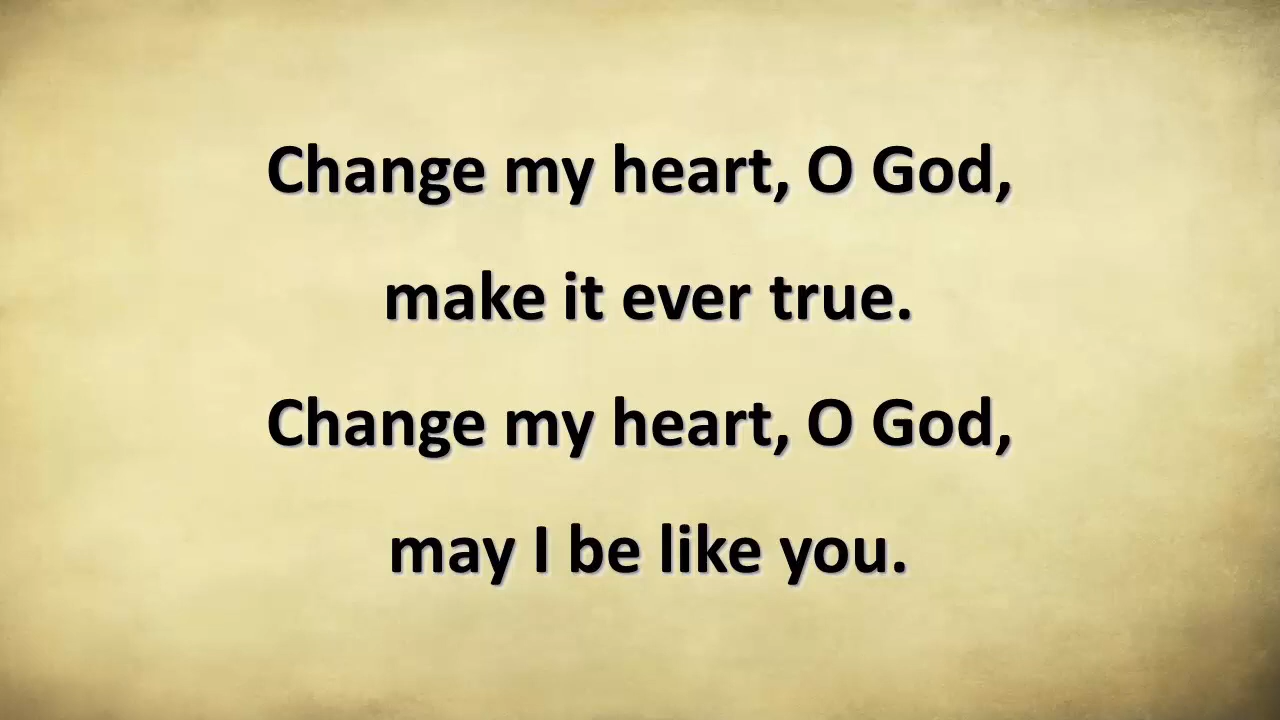 Change my heart, O God,
make it ever true.
Change my heart, O God,
may I be like you.